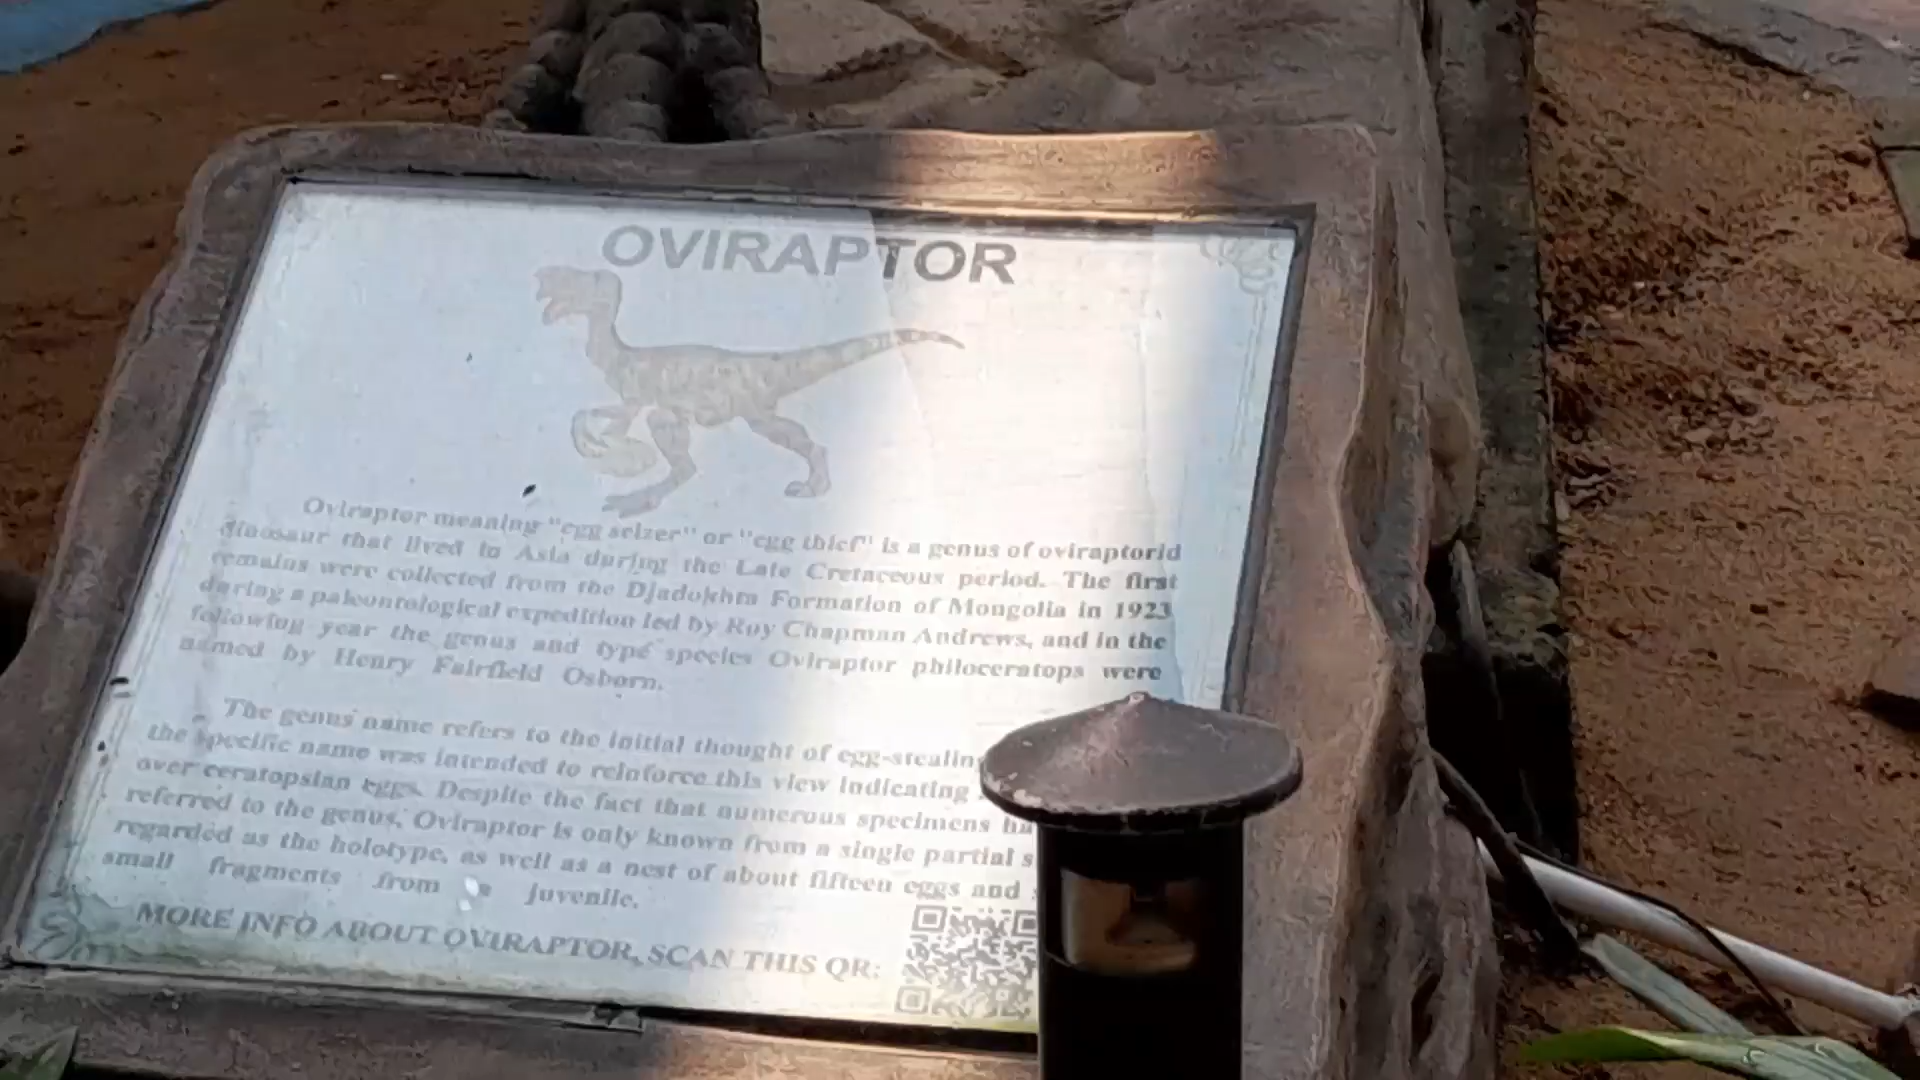 OVIRAPTOR
Oviraptor meaning "egg seizer" or "egg thief" is a genus of oviraptorid
dinosaur that lived in Asia during the Late Cretaceous period. The first
remains were collected from the Djadokhta Formation of Mongolia in 1923
during a paleontological expedition led by Roy Chapman Andrews, and in the
following year the genus and type species Oviraptor philoceratops were
named by Henry Fairfield Osborn.
The genus name refers to the initial thought of egg-stealing
the specific name was intended to reinforce this view indicating
over ceratopsian eggs. Despite the fact that numerous specimens
referred to the genus, Oviraptor is only known from a single partial
regarded as the holotype, as well as a nest of about fifteen eggs and
small fragments from a juvenile.
MORE INFO ABOUT OVIRAPTOR, SCAN THIS QR: